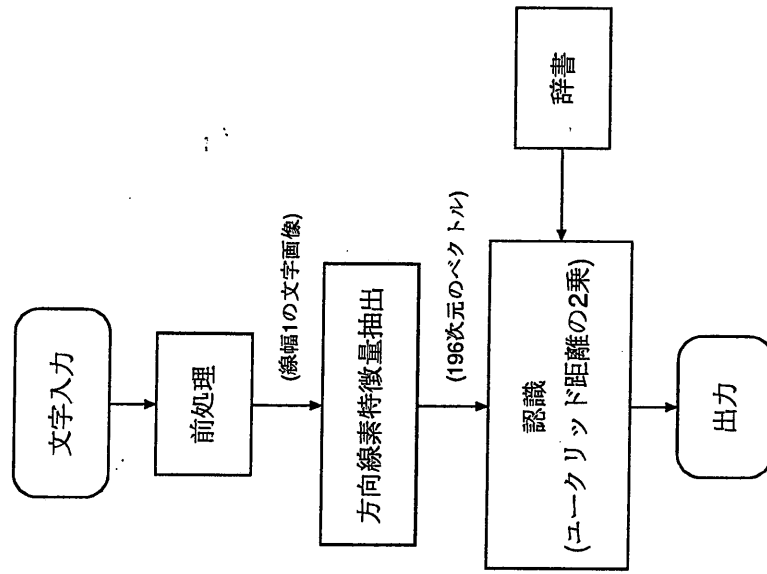 文字入力
前処理
(線幅1の文字画像)
方向線素特徴量抽出
(196次元のベクトル)
認識
(ユークリッド距離の2乗)
辞書
出力